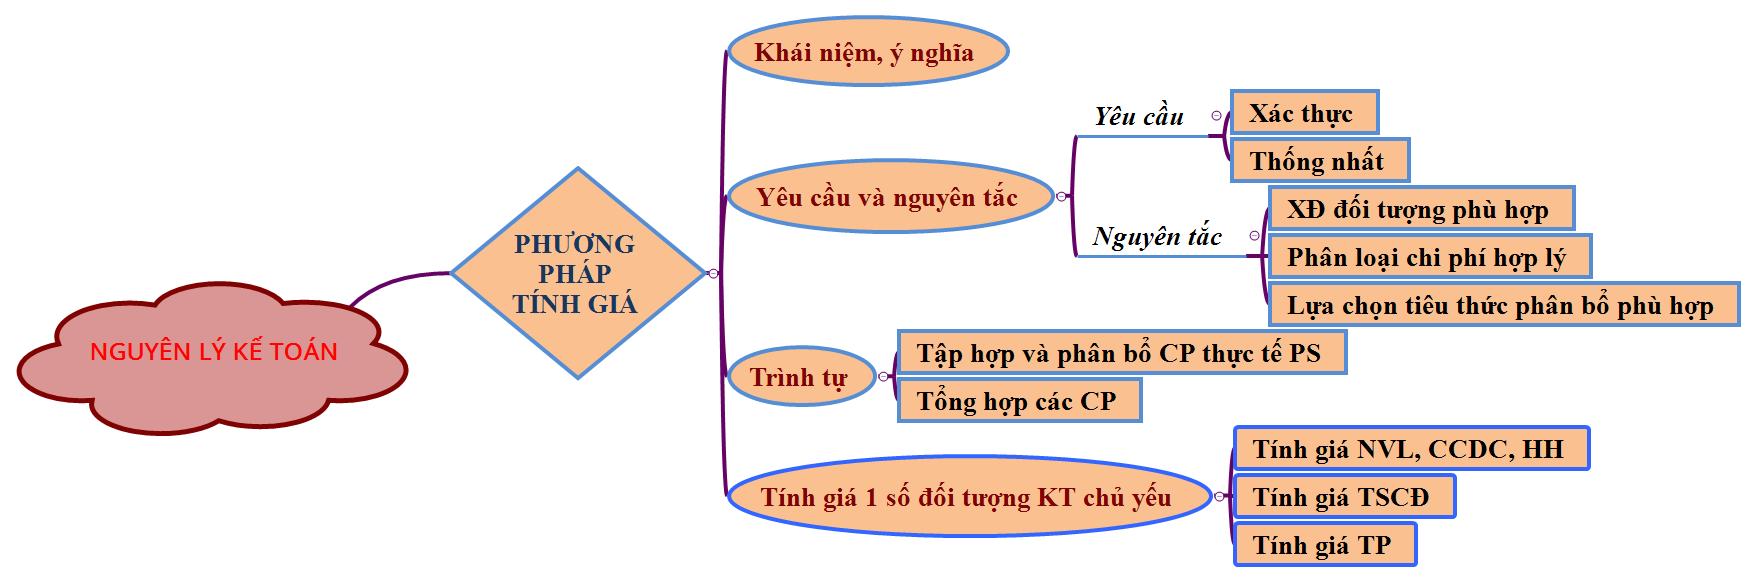 NGUYÊN LÝ KẾ TOÁN
PHƯƠNG
PHÁP
TÍNH GIÁ
Khái niệm, ý nghĩa
Yêu cầu và nguyên tắc
Yêu cầu
Xác thực
Thống nhất
Nguyên tắc
XĐ đối tượng phù hợp
Phân loại chi phí hợp lý
Lựa chọn tiêu thức phân bổ phù hợp
Trình tự
Tập hợp và phân bổ CP thực tế PS
Tổng hợp các CP
Tính giá 1 số đối tượng KT chủ yếu
Tính giá NVL, CCDC, HH
Tính giá TSCĐ
Tính giá TP